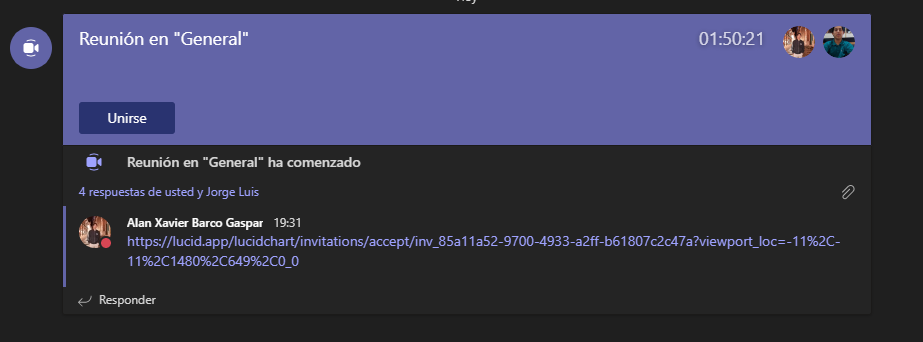 Reunión en "General"
01:50:21
Unirse
Reunión en "General" ha comenzado
4 respuestas de usted y Jorge Luis
Alan Xavier Barco Gaspar 19:31
https://lucid.app/lucidchart/invitations/accept/inv_85a11a52-9700-4933-a2ff-b61807c2c47a?viewport_loc=-11%2C-
11%2C1480%2C649%2C0_0
Responder